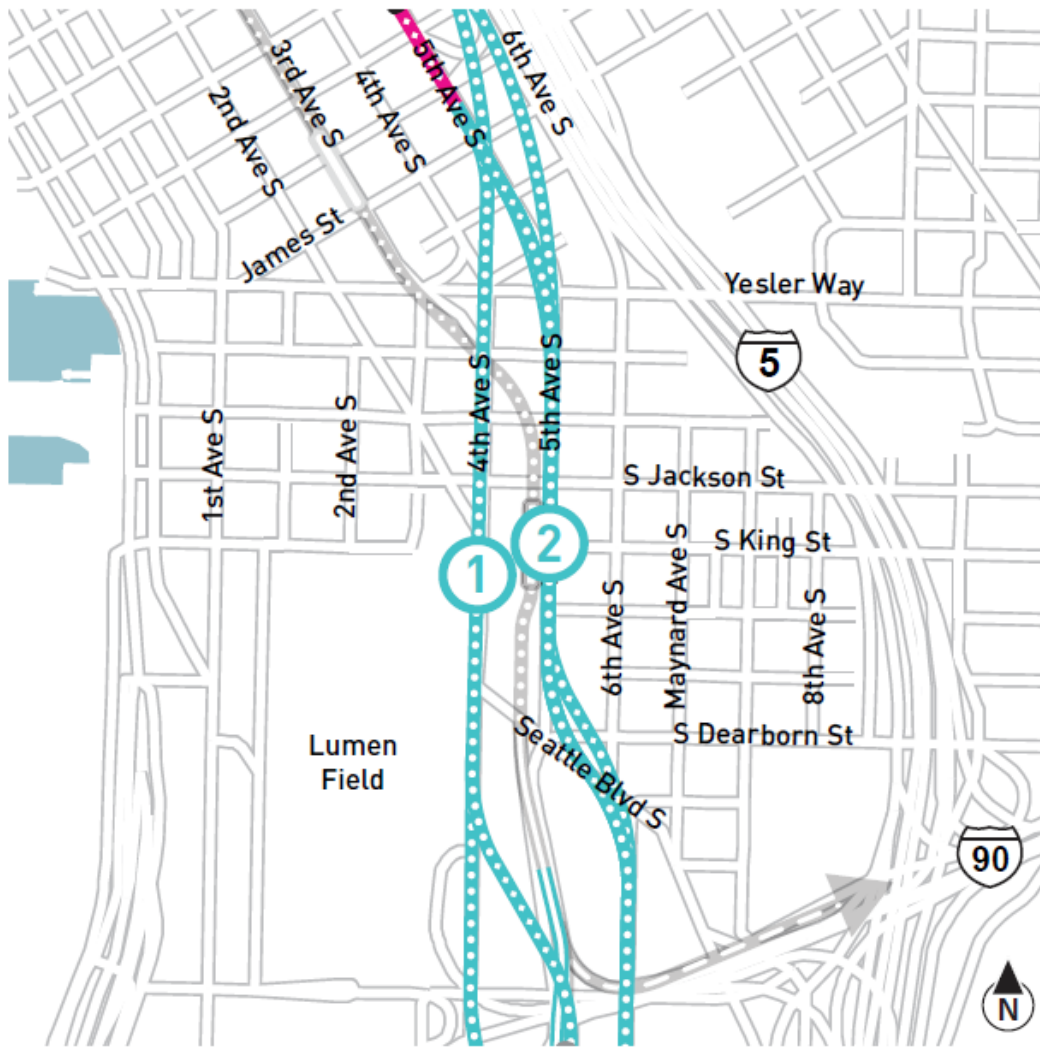 6th Ave S
5th Ave S
3rd Ave S
4th Ave S
2nd Ave S
James St
Yesler Way
5
4th Ave S
5th Ave S
1st Ave S
2nd Ave S
S Jackson St
1
2
S King St
6th Ave S
Maynard Ave S
8th Ave S
Lumen
Field
Seattle Blvd S
S Dearborn St
90
N